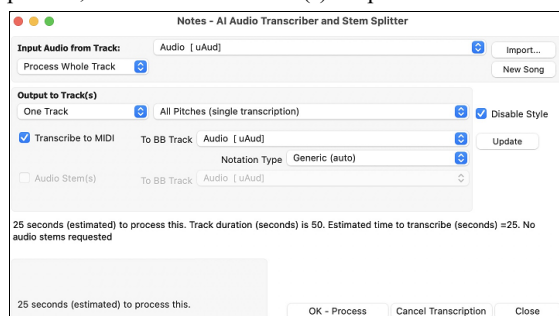 Notes - AI Audio Transcriber and Stem Splitter
Input Audio from Track: Audio [ uAud] Import...
Process Whole Track New Song
Output to Track(s)
One Track All Pitches (single transcription) Disable Style
Transcribe to MIDI To BB Track Audio [ uAud] Update
Notation Type Generic (auto)
Audio Stem(s) To BB Track Audio [ uAud]
25 seconds (estimated) to process this. Track duration (seconds) is 50. Estimated time to transcribe (seconds) =25. No
audio stems requested
25 seconds (estimated) to process this.
OK - Process Cancel Transcription Close